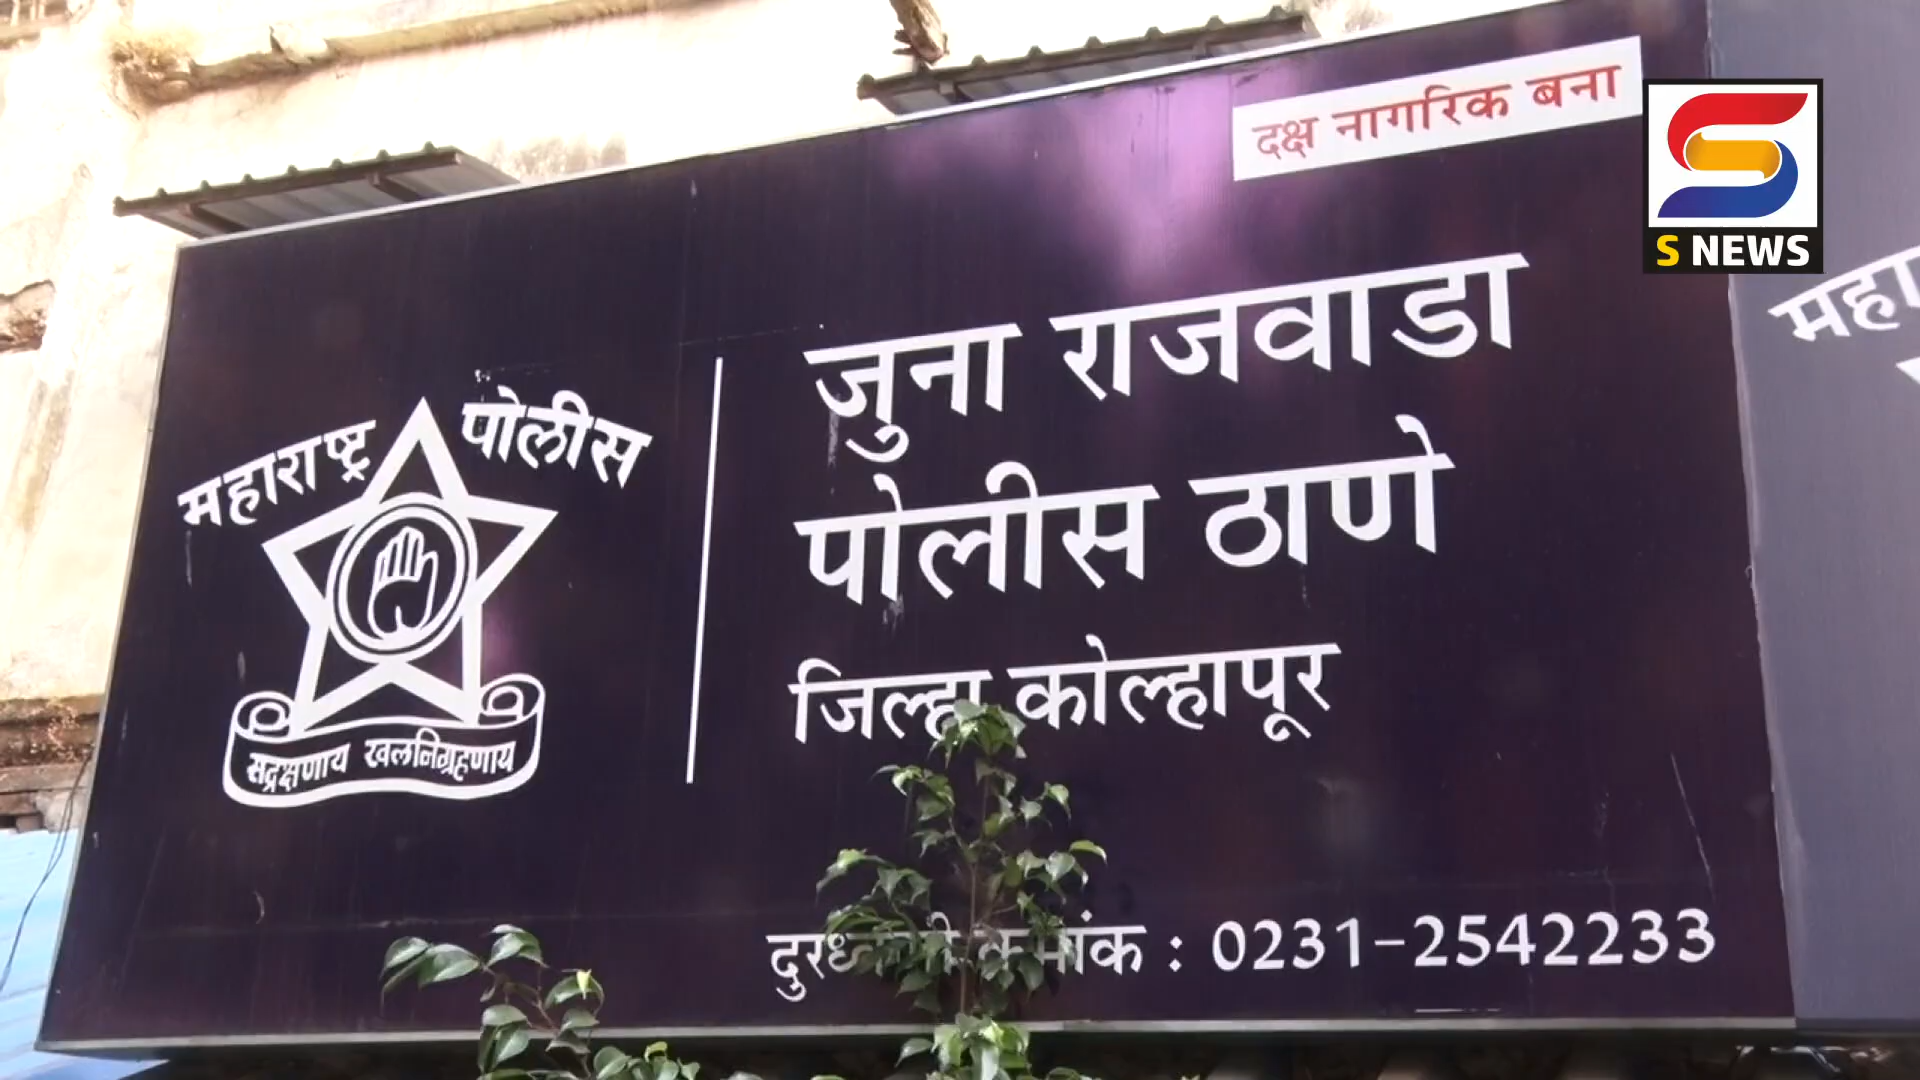 दक्ष नागरिक बना
S NEWS
महाराष्ट्र पोलीस
सद्रक्षणाय खलनिग्रहणाय
जुना राजवाडा
पोलीस ठाणे
जिल्हा कोल्हापूर
: 0231-2542233